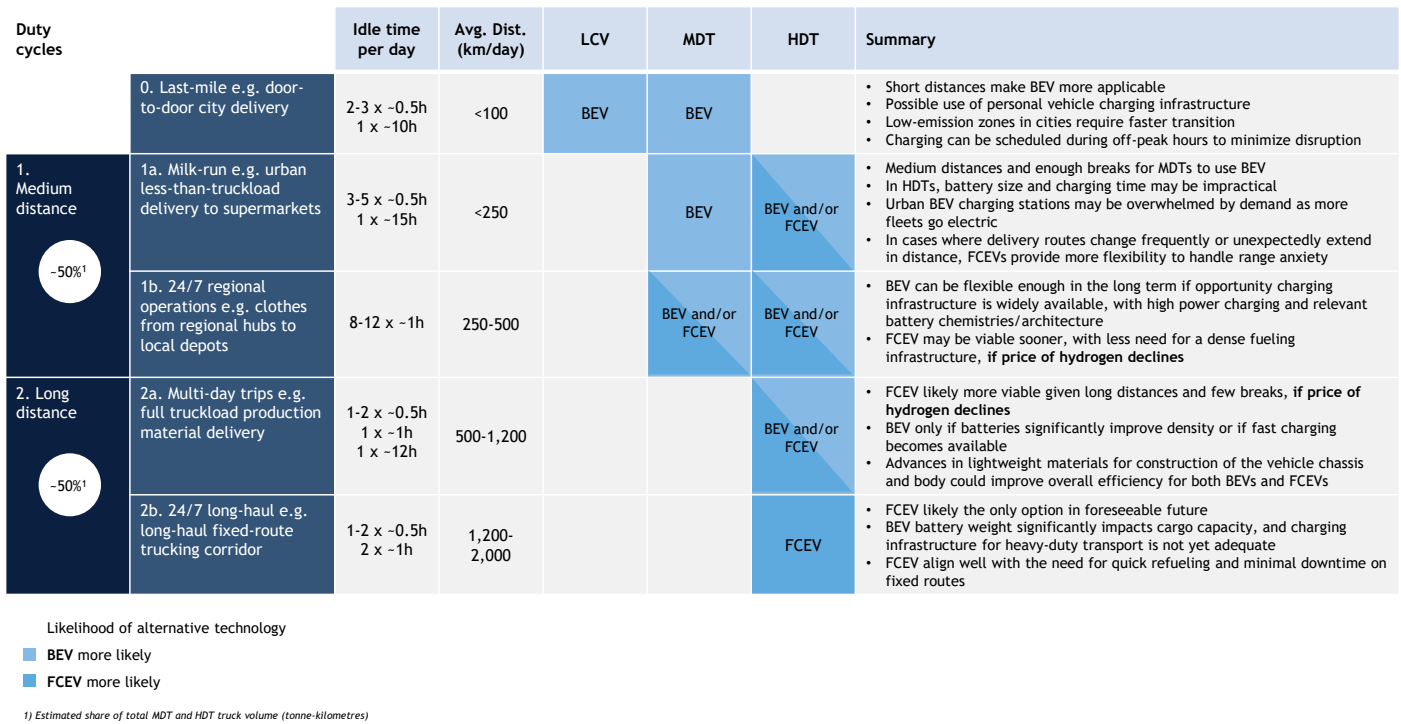 Duty
cycles
Idle time
per day
Avg. Dist.
(km/day)
LCV
MDT
HDT
Summary
0. Last-mile e.g. door-
to-door city delivery
2-3 x ~0.5h
1 x ~10h
<100
BEV
BEV
• Short distances make BEV more applicable
• Possible use of personal vehicle charging infrastructure
• Low-emission zones in cities require faster transition
• Charging can be scheduled during off-peak hours to minimize disruption
1.
Medium
distance
~50%¹
1a. Milk-run e.g. urban
less-than-truckload
delivery to supermarkets
3-5 x ~0.5h
1 x ~15h
<250
BEV
BEV and/or
FCEV
• Medium distances and enough breaks for MDTs to use BEV
• In HDTs, battery size and charging time may be impractical
• Urban BEV charging stations may be overwhelmed by demand as more
fleets go electric
• In cases where delivery routes change frequently or unexpectedly extend
in distance, FCEVs provide more flexibility to handle range anxiety
1b. 24/7 regional
operations e.g. clothes
from regional hubs to
local depots
8-12 x ~1h
250-500
BEV and/or
FCEV
BEV and/or
FCEV
• BEV can be flexible enough in the long term if opportunity charging
infrastructure is widely available, with high power charging and relevant
battery chemistries/architecture
• FCEV may be viable sooner, with less need for a dense fueling
infrastructure, if price of hydrogen declines
2. Long
distance
~50%¹
2a. Multi-day trips e.g.
full truckload production
material delivery
1-2 x ~0.5h
1 x ~1h
1 x ~12h
500-1,200
BEV and/or
FCEV
• FCEV likely more viable given long distances and few breaks, if price of
hydrogen declines
• BEV only if batteries significantly improve density or if fast charging
becomes available
• Advances in lightweight materials for construction of the vehicle chassis
and body could improve overall efficiency for both BEVs and FCEVs
2b. 24/7 long-haul e.g.
long-haul fixed-route
trucking corridor
1-2 x ~0.5h
2 x ~1h
1,200-
2,000
FCEV
• FCEV likely the only option in foreseeable future
• BEV battery weight significantly impacts cargo capacity, and charging
infrastructure for heavy-duty transport is not yet adequate
• FCEV align well with the need for quick refueling and minimal downtime on
fixed routes
Likelihood of alternative technology
BEV more likely
FCEV more likely
1) Estimated share of total MDT and HDT truck volume (tonne-kilometres)